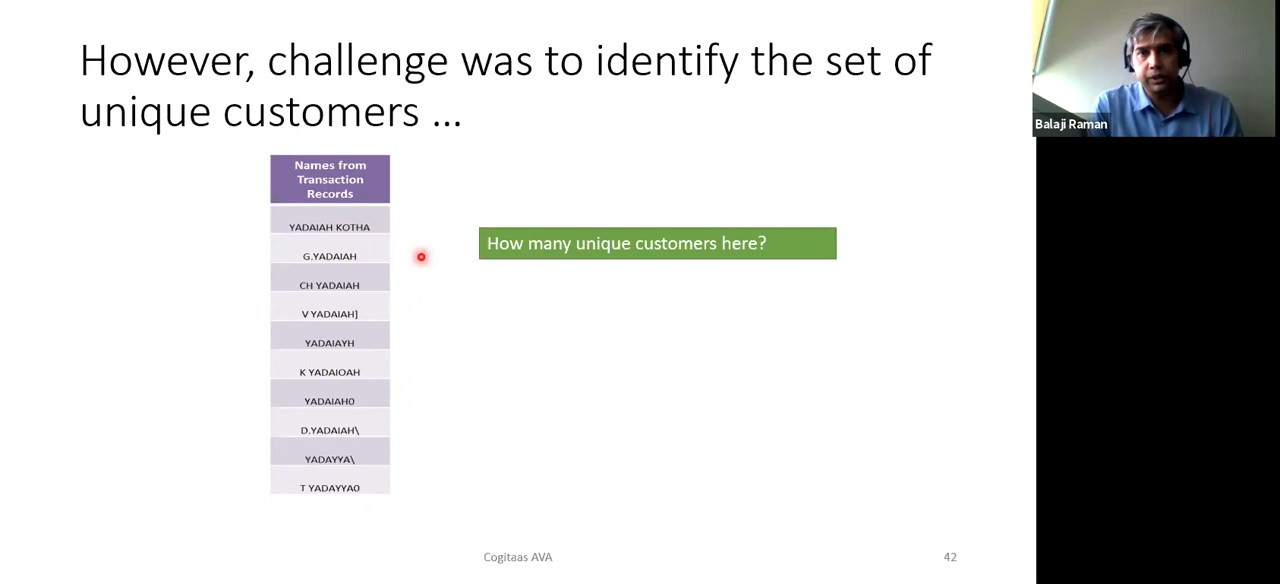 However, challenge was to identify the set of
unique customers ...
Balaji Raman
Names from
Transaction
Records
YADAIAH KOTHA
G.YADAIAH
CH YADAIAH
V YADAIAH]
YADAIAYH
K YADAIOAH
YADAIAH0
D.YADAIAH\
YADAYYA\
T YADAYYA0
How many unique customers here?
Cogitaas AVA
42